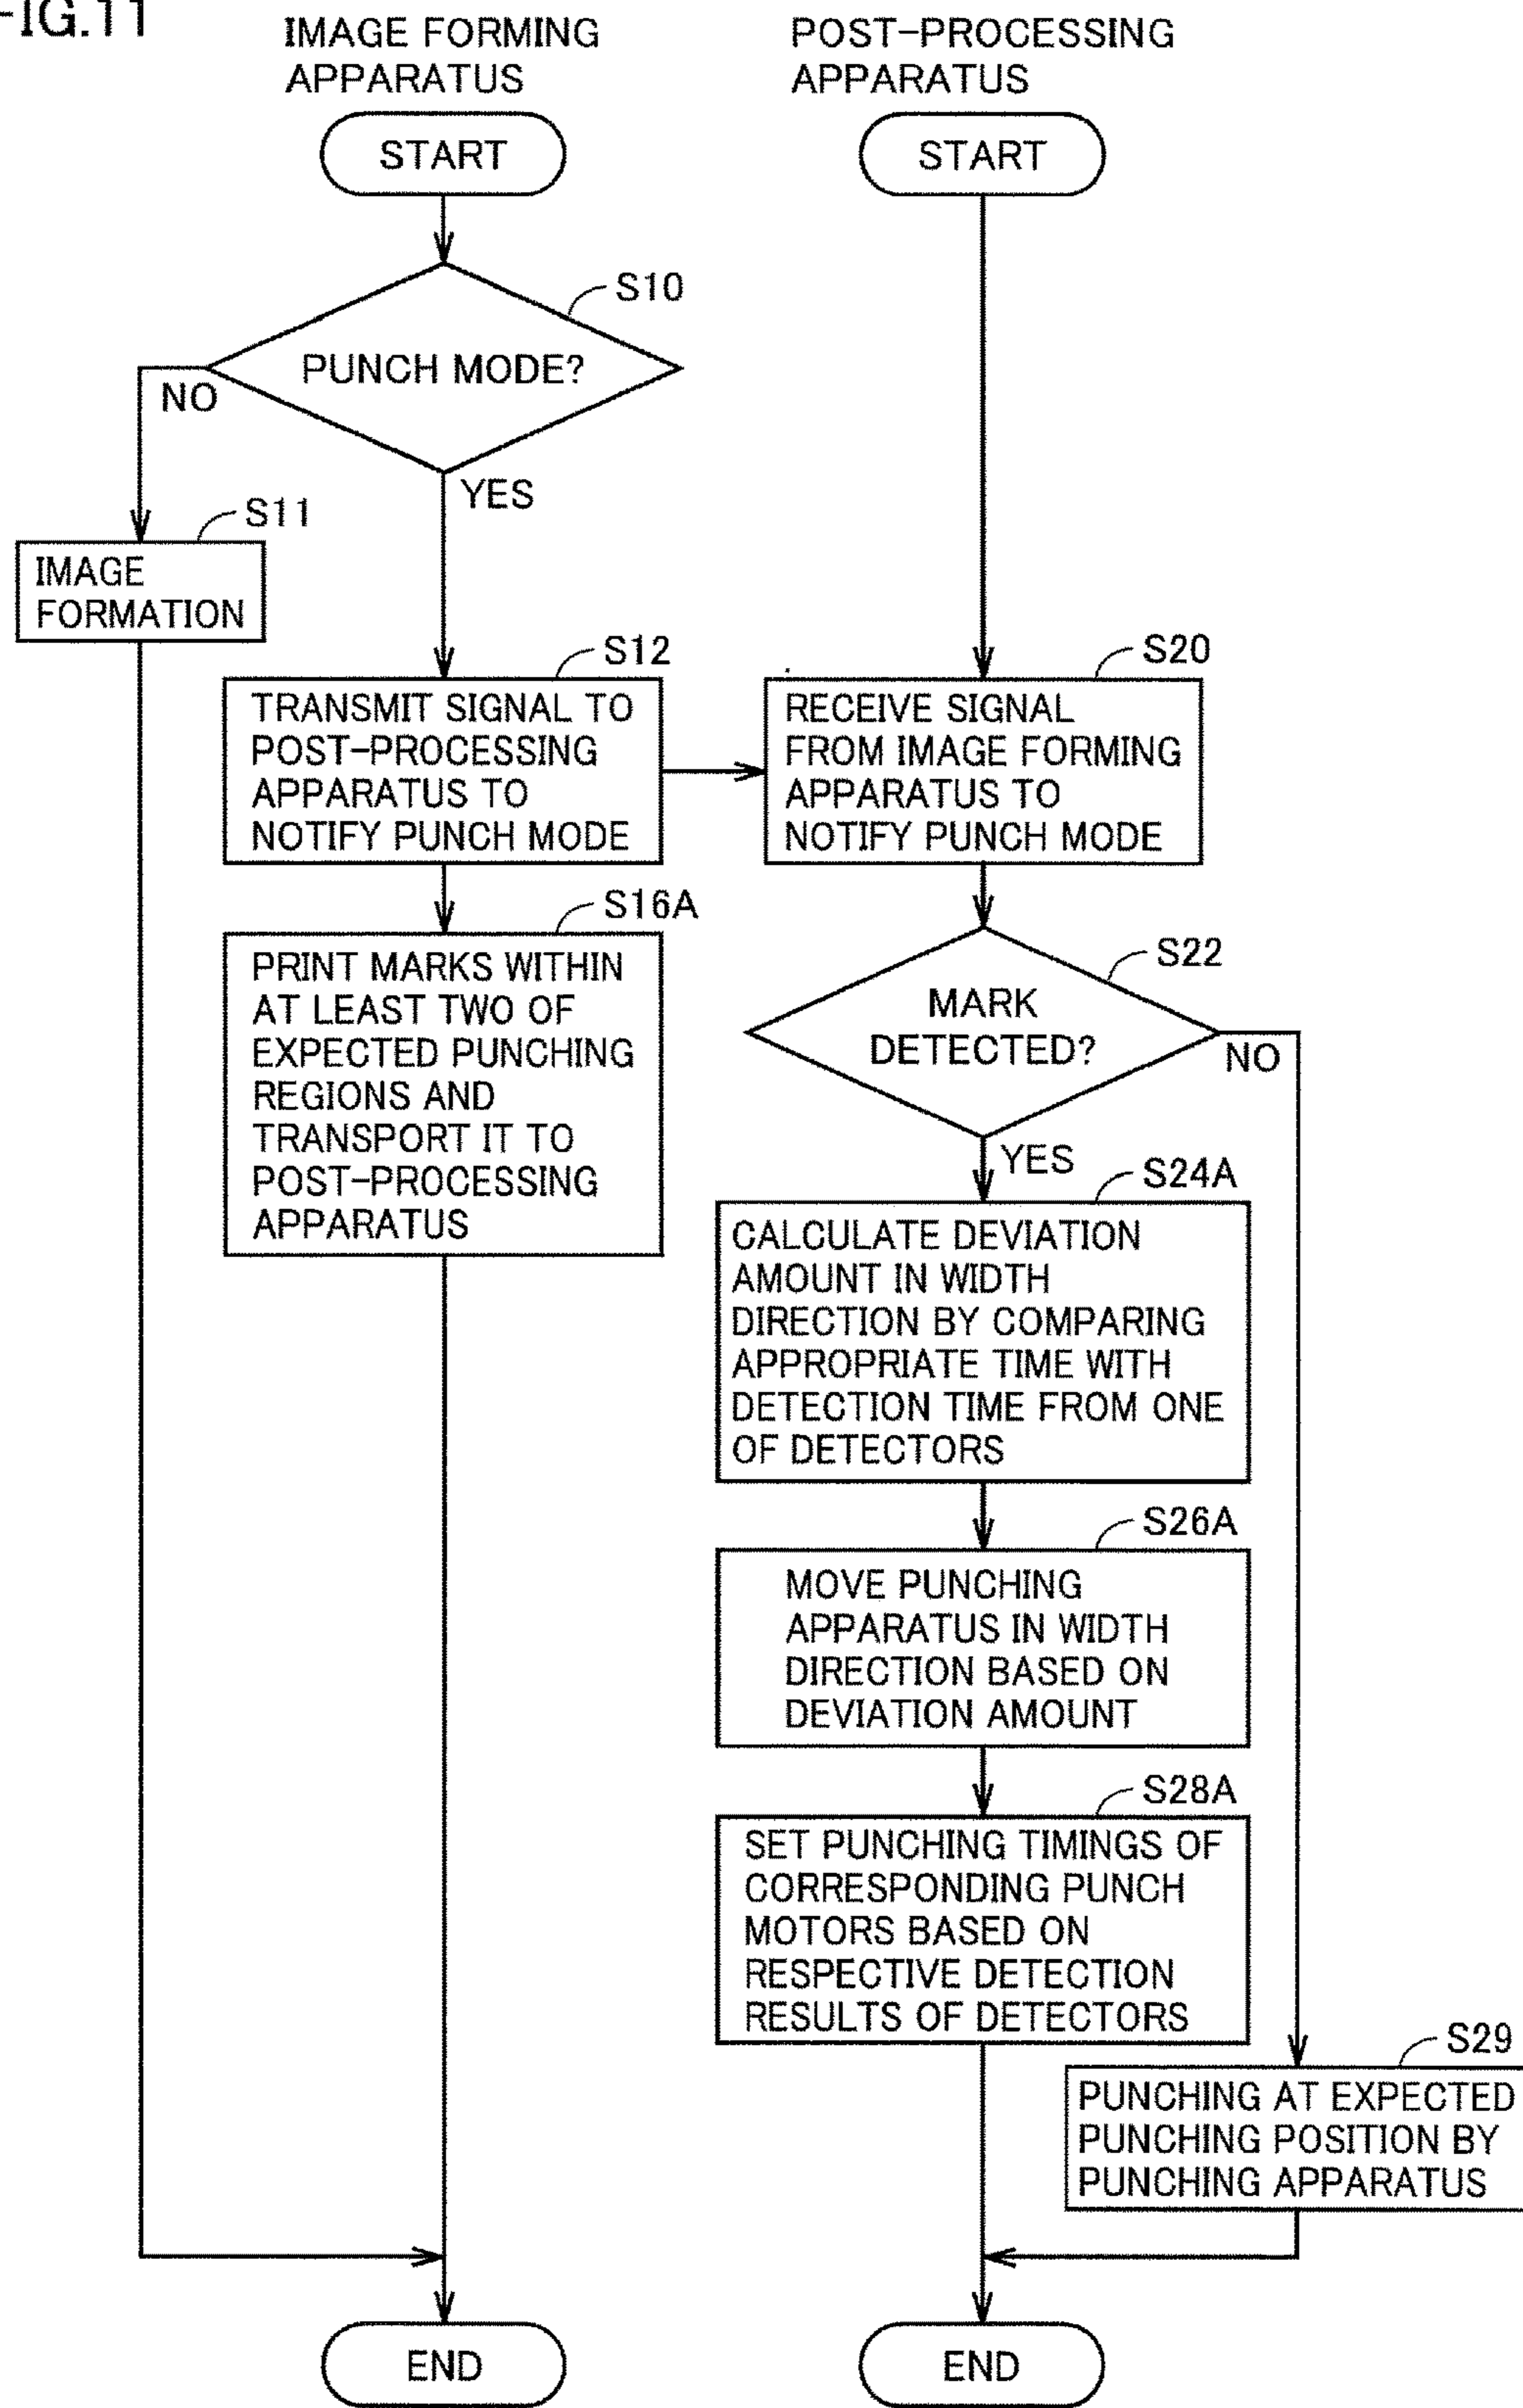 FIG.11
IMAGE FORMING
APPARATUS
START
S10
PUNCH MODE?
NO
YES
S11
IMAGE
FORMATION
S12
TRANSMIT SIGNAL TO
POST-PROCESSING
APPARATUS TO
NOTIFY PUNCH MODE
S16A
PRINT MARKS WITHIN
AT LEAST TWO OF
EXPECTED PUNCHING
REGIONS AND
TRANSPORT IT TO
POST-PROCESSING
APPARATUS
END
POST-PROCESSING
APPARATUS
START
S20
RECEIVE SIGNAL
FROM IMAGE FORMING
APPARATUS TO
NOTIFY PUNCH MODE
S22
MARK
DETECTED?
NO
YES
S24A
CALCULATE DEVIATION
AMOUNT IN WIDTH
DIRECTION BY COMPARING
APPROPRIATE TIME WITH
DETECTION TIME FROM ONE
OF DETECTORS
S26A
MOVE PUNCHING
APPARATUS IN WIDTH
DIRECTION BASED ON
DEVIATION AMOUNT
S28A
SET PUNCHING TIMINGS OF
CORRESPONDING PUNCH
MOTORS BASED ON
RESPECTIVE DETECTION
RESULTS OF DETECTORS
S29
PUNCHING AT EXPECTED
PUNCHING POSITION BY
PUNCHING APPARATUS
END